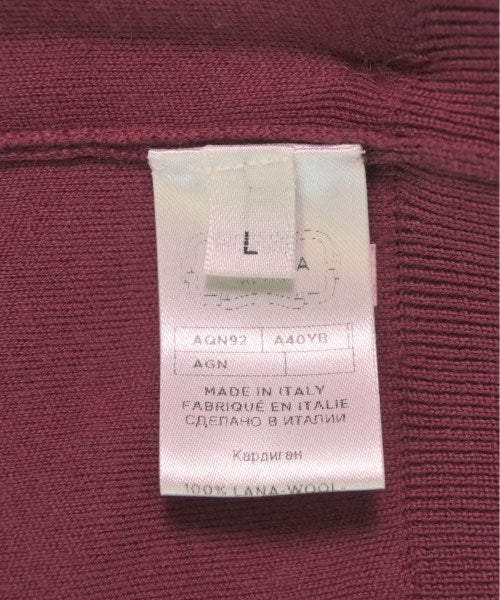 L
A
AQN92 A40YB
AGN
MADE IN ITALY
FABRIQUÉ EN ITALIE
СДЕЛАНО В ИТАЛИИ
Кардиган
100% LANA-WOOL